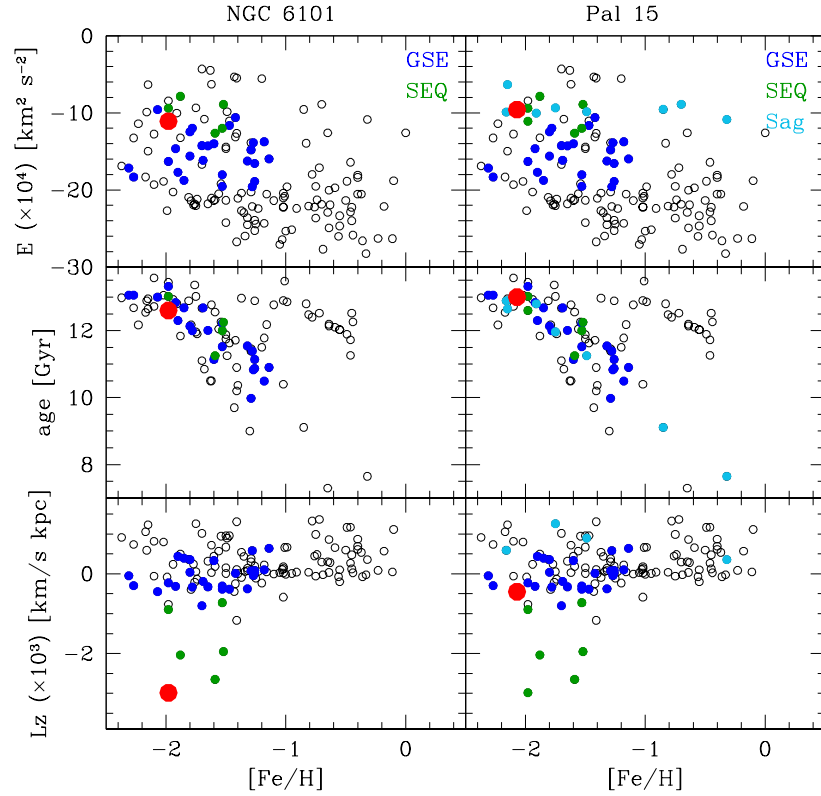 NGC 6101
Pal 15
E (×10⁴) [km² s⁻²]
0
−10
−20
−30
GSE
SEQ
GSE
SEQ
Sag
age [Gyr]
12
10
8
Lz (×10³) [km/s kpc]
0
−2
−2
−1
0
−2
−1
0
[Fe/H]
[Fe/H]